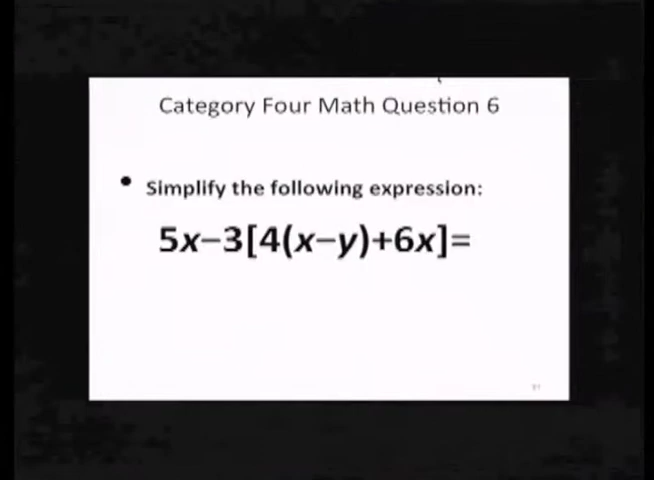 Category Four Math Question 6
• Simplify the following expression:
5x−3[4(x−y)+6x]=